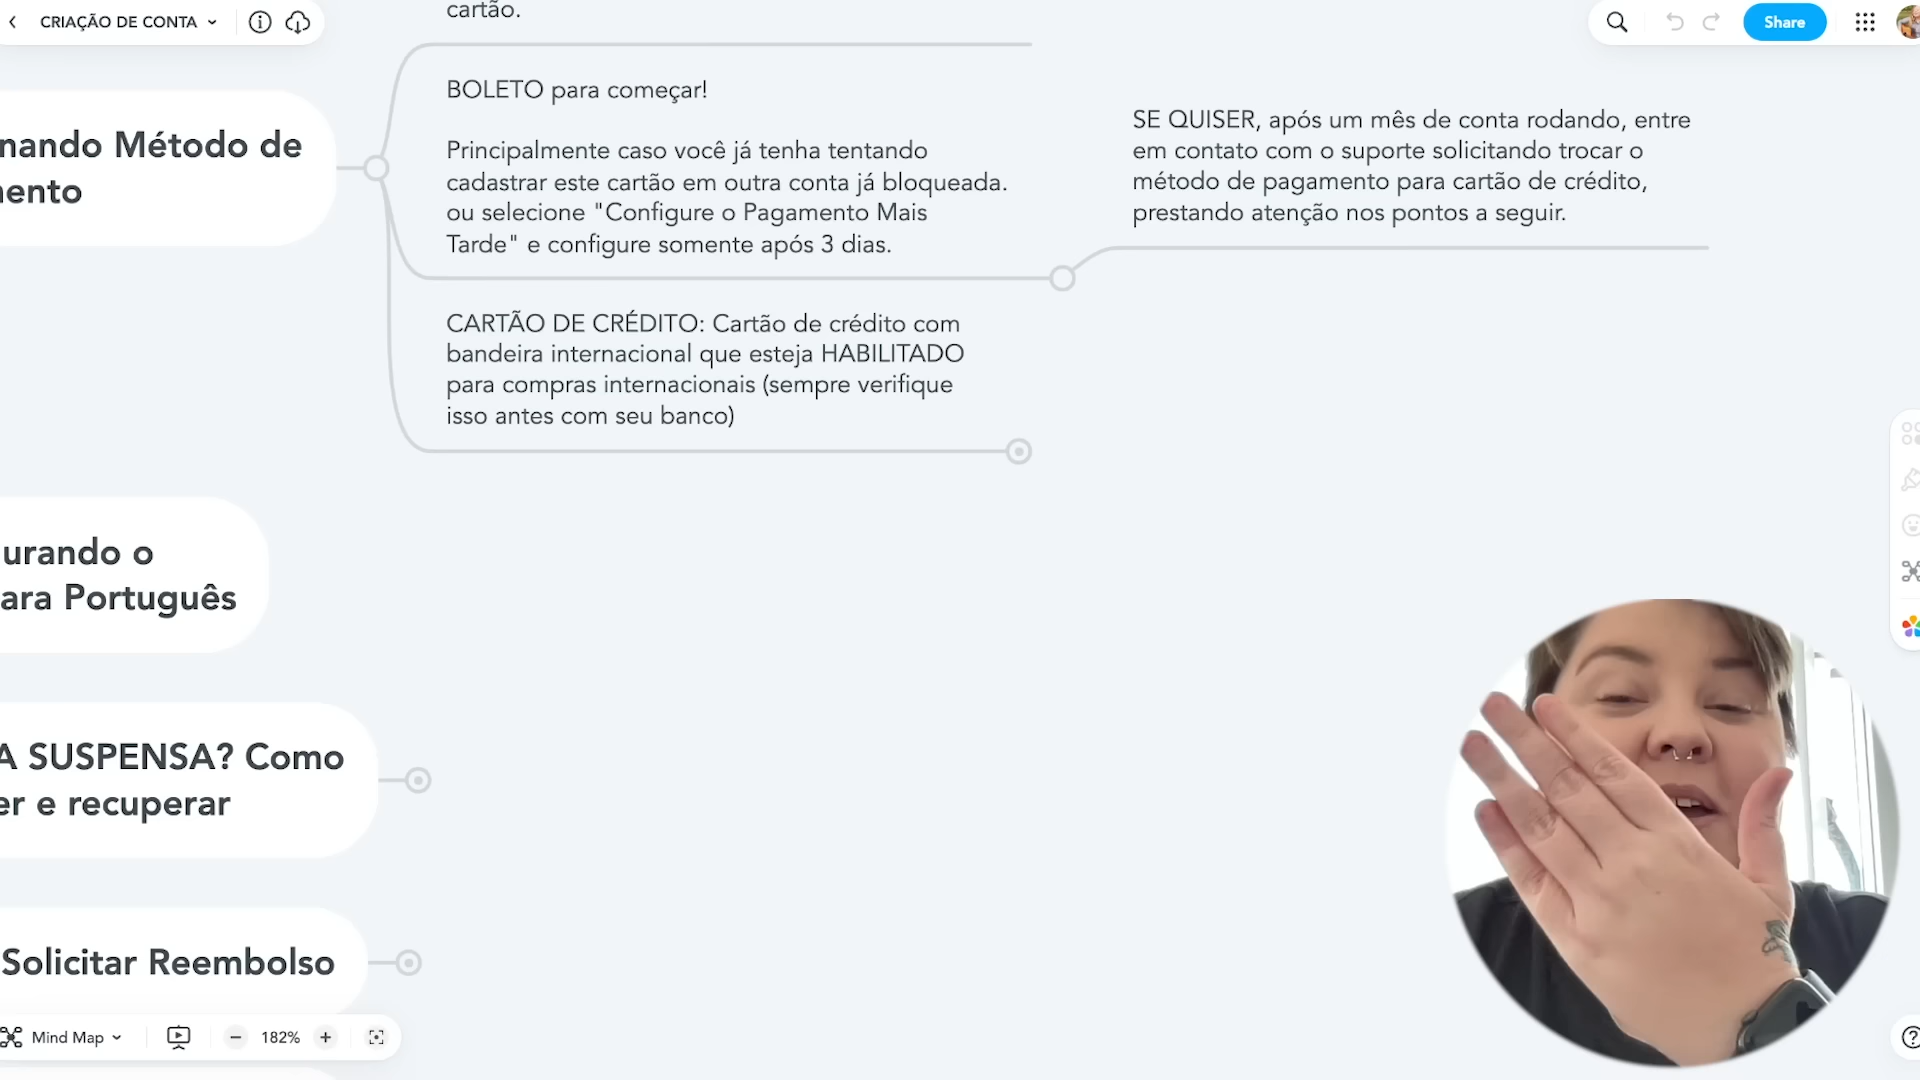 CRIAÇÃO DE CONTA
Share
cartão.
BOLETO para começar!
Principalmente caso você já tenha tentando
cadastrar este cartão em outra conta já bloqueada.
ou selecione "Configure o Pagamento Mais
Tarde" e configure somente após 3 dias.
SE QUISER, após um mês de conta rodando, entre
em contato com o suporte solicitando trocar o
método de pagamento para cartão de crédito,
prestando atenção nos pontos a seguir.
CARTÃO DE CRÉDITO: Cartão de crédito com
bandeira internacional que esteja HABILITADO
para compras internacionais (sempre verifique
isso antes com seu banco)
nando Método de
ento
urando o
ara Português
A SUSPENSA? Como
er e recuperar
Solicitar Reembolso
Mind Map
182%